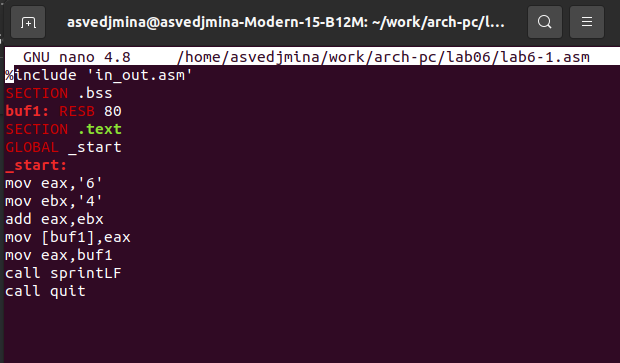 asvedjmina@asvedjmina-Modern-15-B12M: ~/work/arch-pc/l...
GNU nano 4.8 /home/asvedjmina/work/arch-pc/lab06/lab6-1.asm
%include 'in_out.asm'
SECTION .bss
buf1: RESB 80
SECTION .text
GLOBAL _start
_start:
mov eax,'6'
mov ebx,'4'
add eax,ebx
mov [buf1],eax
mov eax,buf1
call sprintLF
call quit